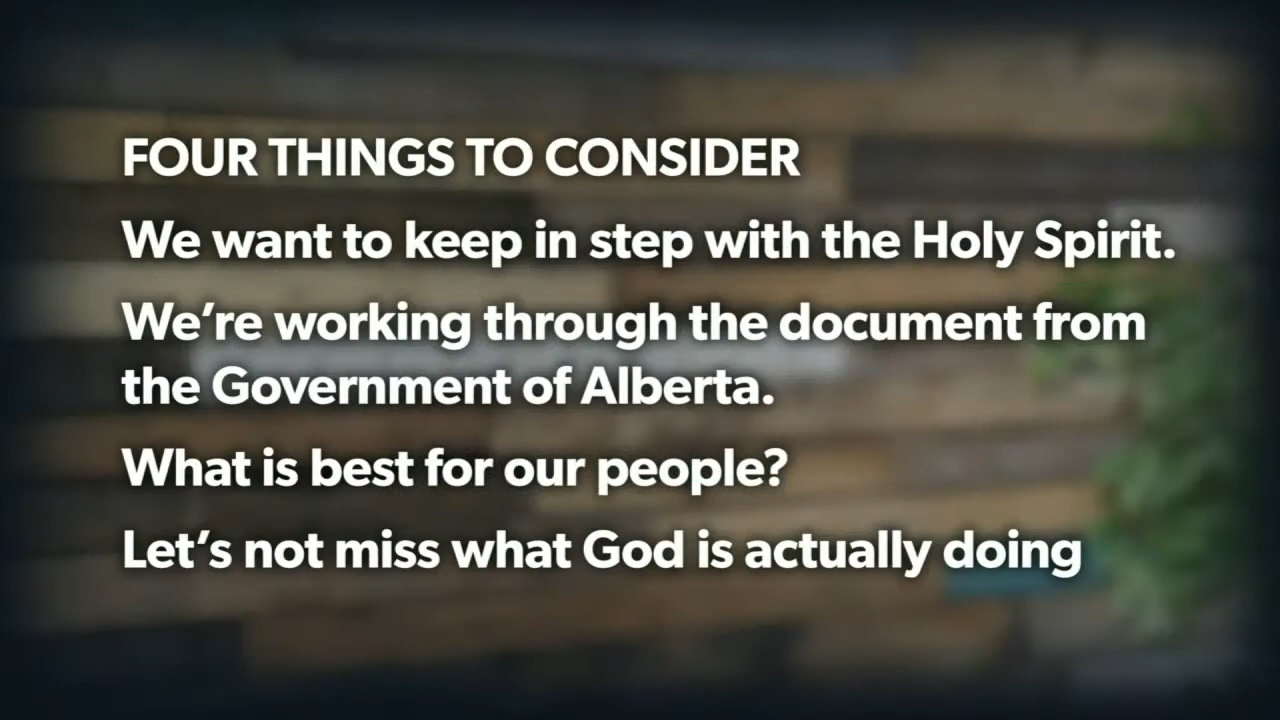 FOUR THINGS TO CONSIDER
We want to keep in step with the Holy Spirit.
We’re working through the document from
the Government of Alberta.
What is best for our people?
Let’s not miss what God is actually doing